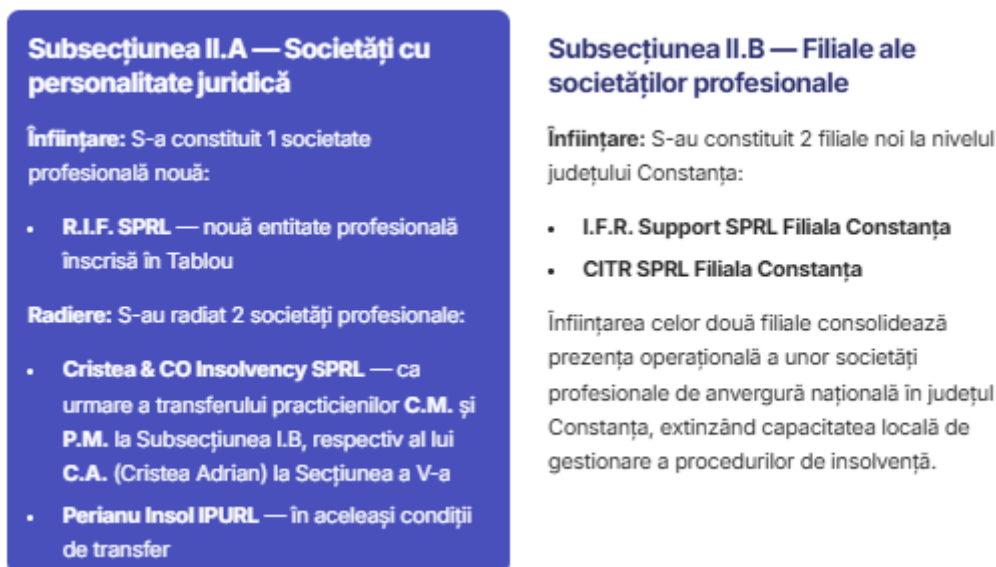 Subsecțiunea II.A — Societăți cu
personalitate juridică
Înființare: S-a constituit 1 societate
profesională nouă:
• R.I.F. SPRL — nouă entitate profesională
înscrisă în Tablou
Radiere: S-au radiat 2 societăți profesionale:
• Cristea & CO Insolvency SPRL — ca
urmare a transferului practicienilor C.M. și
P.M. la Subsecțiunea I.B, respectiv al lui
C.A. (Cristea Adrian) la Secțiunea a V-a
• Perianu Insol IPURL — în aceleași condiții
de transfer
Subsecțiunea II.B — Filiale ale
societăților profesionale
Înființare: S-au constituit 2 filiale noi la nivelul
județului Constanța:
• I.F.R. Support SPRL Filiala Constanța
• CITR SPRL Filiala Constanța
Înființarea celor două filiale consolidează
prezența operațională a unor societăți
profesionale de anvergură națională în județul
Constanța, extinzând capacitatea locală de
gestionare a procedurilor de insolvență.